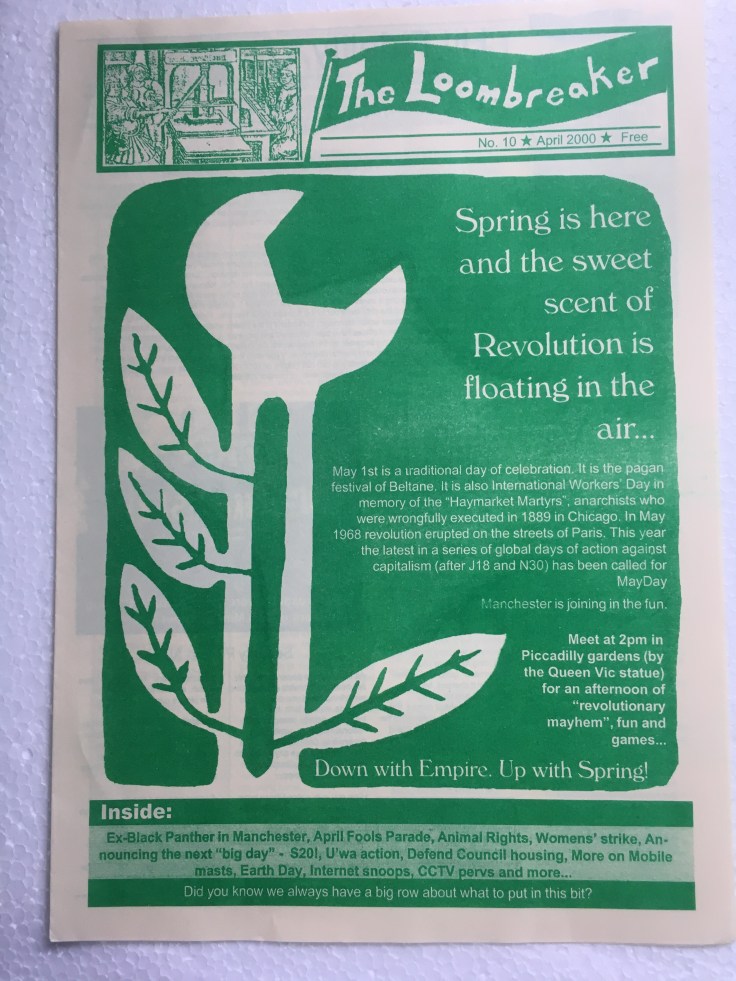 The Loombreaker
No. 10 ★ April 2000 ★ Free
Spring is here
and the sweet
scent of
Revolution is
floating in the
air...
May 1st is a traditional day of celebration. It is the pagan
festival of Beltane. It is also International Workers' Day in
memory of the "Haymarket Martyrs", anarchists who
were wrongfully executed in 1889 in Chicago. In May
1968 revolution erupted on the streets of Paris. This year
the latest in a series of global days of action against
capitalism (after J18 and N30) has been called for
MayDay
Manchester is joining in the fun.
Meet at 2pm in
Piccadilly gardens (by
the Queen Vic statue)
for an afternoon of
"revolutionary
mayhem", fun and
games...
Down with Empire. Up with Spring!
Inside:
Ex-Black Panther in Manchester, April Fools Parade, Animal Rights, Womens' strike, An-
nouncing the next "big day" - S20!, U'wa action, Defend Council housing, More on Mobile
masts, Earth Day, Internet snoops, CCTV pervs and more...
Did you know we always have a big row about what to put in this bit?